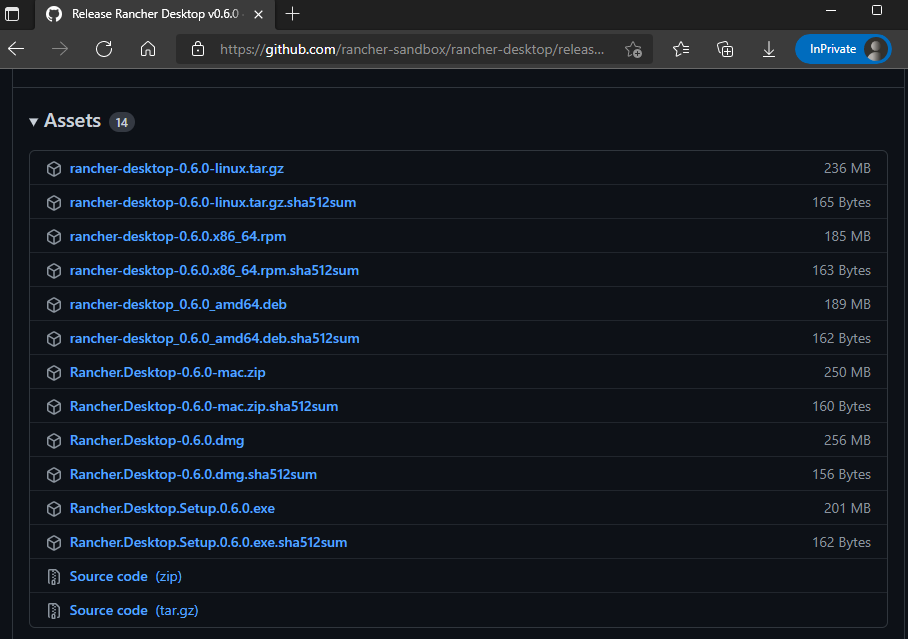 Release Rancher Desktop v0.6.0
https://github.com/rancher-sandbox/rancher-desktop/releas...
InPrivate
Assets 14
rancher-desktop-0.6.0-linux.tar.gz 236 MB
rancher-desktop-0.6.0-linux.tar.gz.sha512sum 165 Bytes
rancher-desktop-0.6.0.x86_64.rpm 185 MB
rancher-desktop-0.6.0.x86_64.rpm.sha512sum 163 Bytes
rancher-desktop_0.6.0_amd64.deb 189 MB
rancher-desktop_0.6.0_amd64.deb.sha512sum 162 Bytes
Rancher.Desktop-0.6.0-mac.zip 250 MB
Rancher.Desktop-0.6.0-mac.zip.sha512sum 160 Bytes
Rancher.Desktop-0.6.0.dmg 256 MB
Rancher.Desktop-0.6.0.dmg.sha512sum 156 Bytes
Rancher.Desktop.Setup.0.6.0.exe 201 MB
Rancher.Desktop.Setup.0.6.0.exe.sha512sum 162 Bytes
Source code (zip)
Source code (tar.gz)